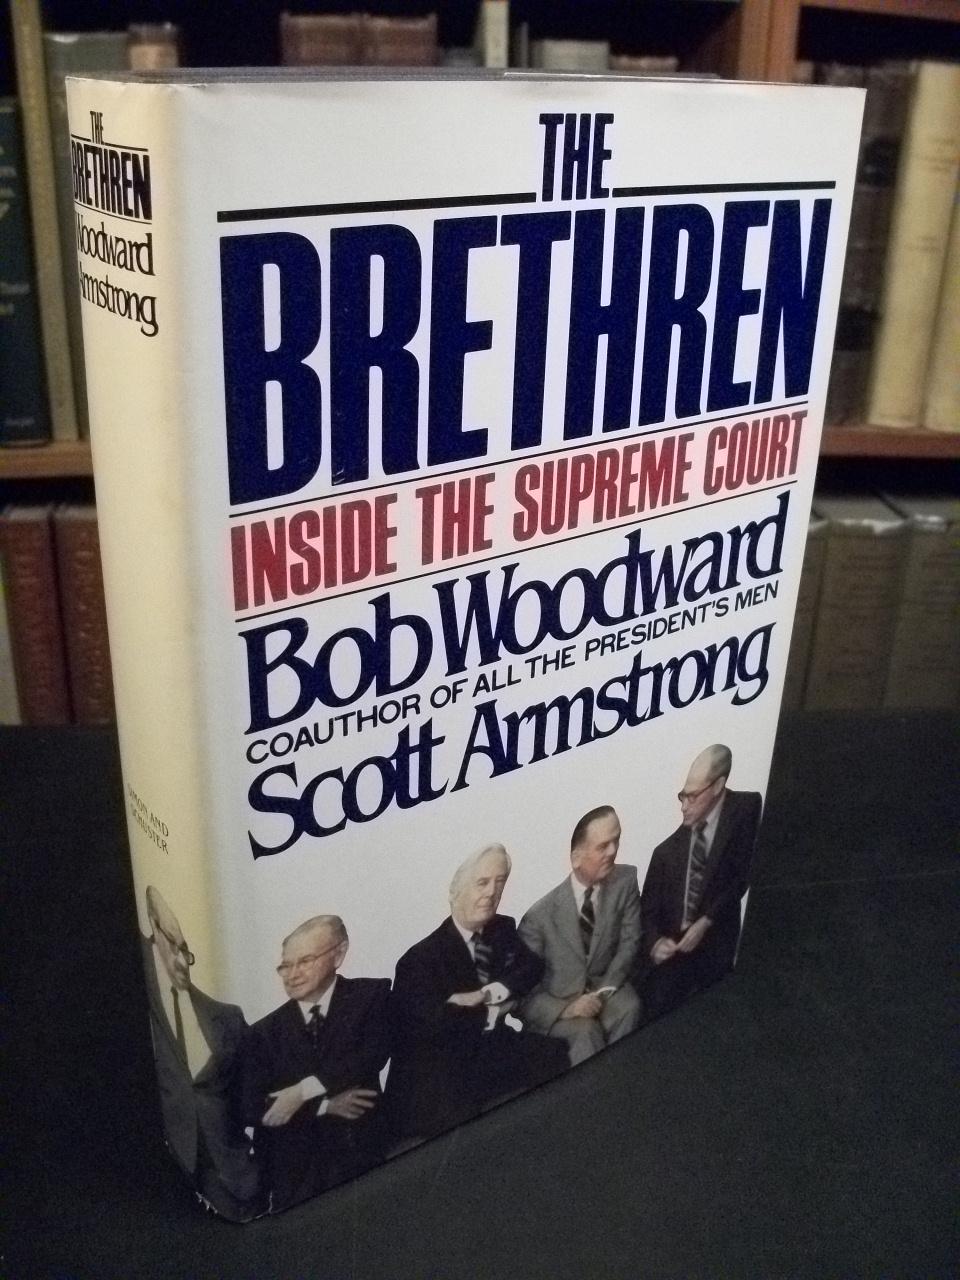 THE
BRETHREN
Woodward
Armstrong
SIMON AND
SCHUSTER
THE
BRETHREN
INSIDE THE SUPREME COURT
Bob Woodward
COAUTHOR OF ALL THE PRESIDENT'S MEN
Scott Armstrong